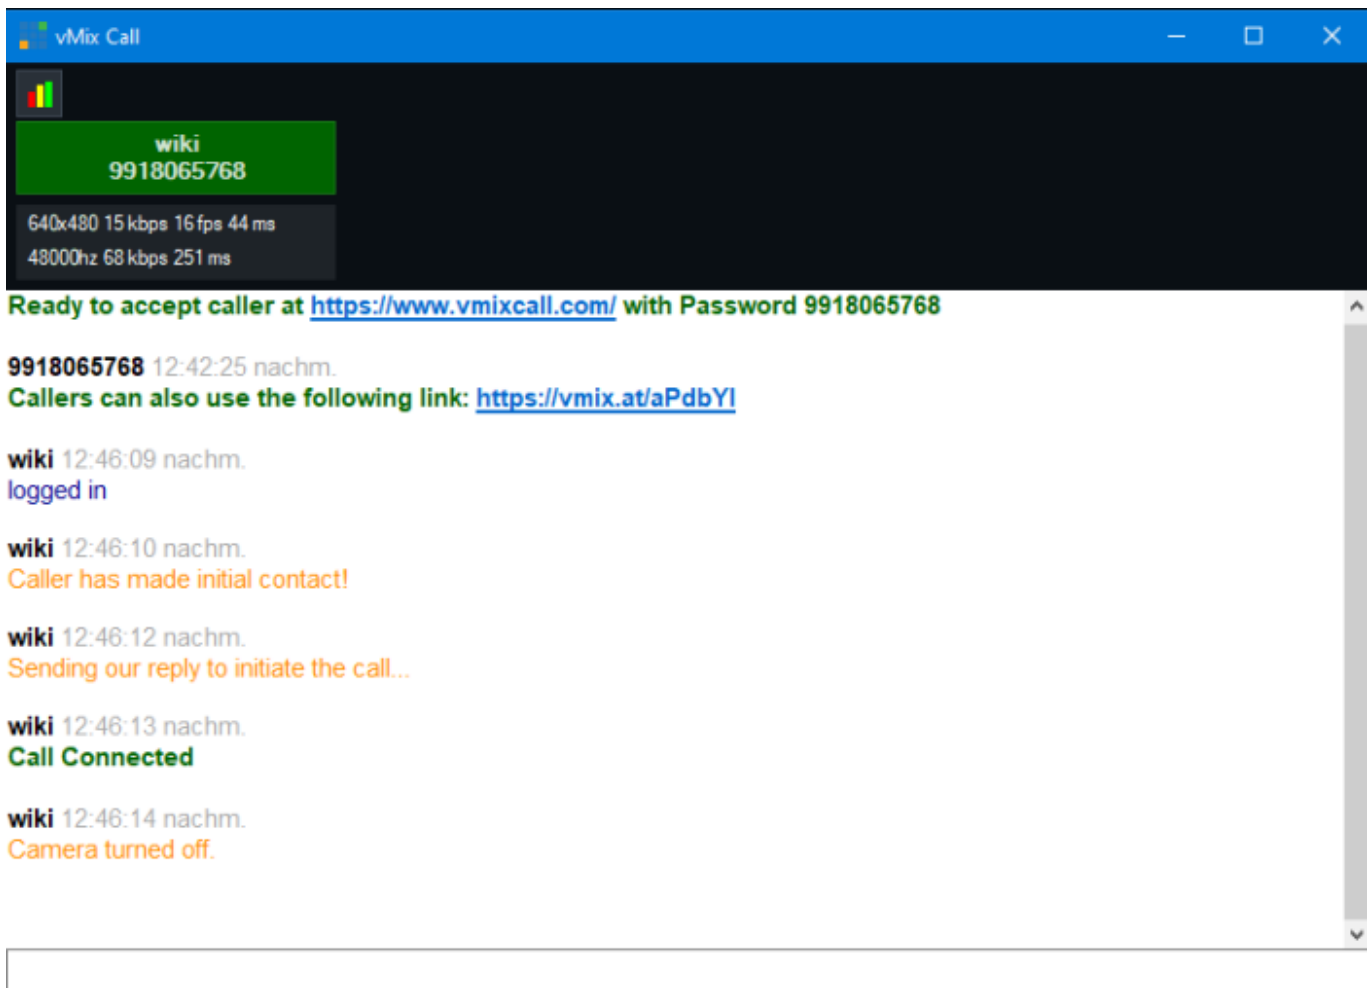 vMix Call
wiki
9918065768
640x480 15 kbps 16 fps 44 ms
48000hz 68 kbps 251 ms
Ready to accept caller at https://www.vmixcall.com/ with Password 9918065768
9918065768 12:42:25 nachm.
Callers can also use the following link: https://vmix.at/aPdbYI
wiki 12:46:09 nachm.
logged in
wiki 12:46:10 nachm.
Caller has made initial contact!
wiki 12:46:12 nachm.
Sending our reply to initiate the call...
wiki 12:46:13 nachm.
Call Connected
wiki 12:46:14 nachm.
Camera turned off.